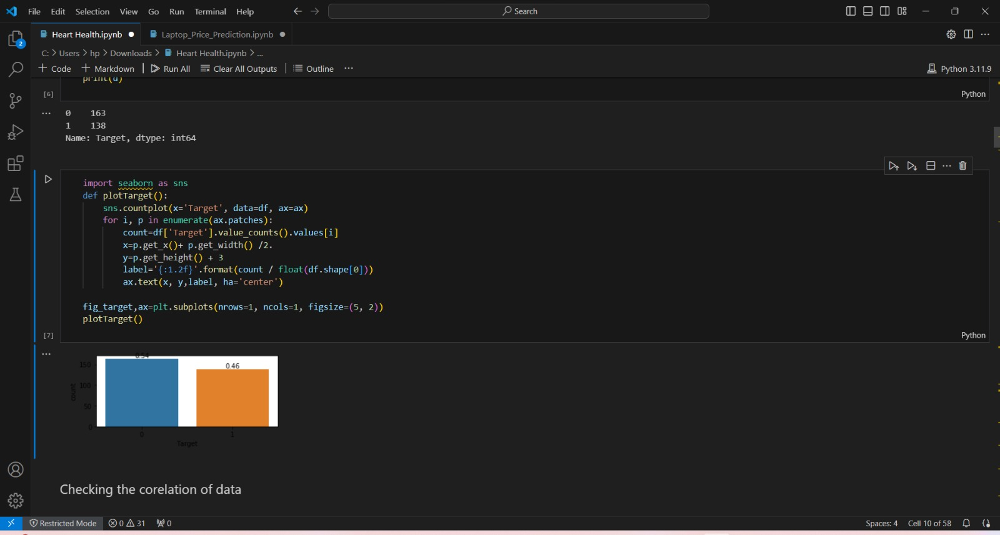 File Edit Selection View Go Run Terminal Help Search
Heart Health.ipynb Laptop_Price_Prediction.ipynb
C: > Users > hp > Downloads > Heart Health.ipynb > ...
+ Code + Markdown Run All Clear All Outputs Outline ... Python 3.11.9
print(d)
[6] Python
0 163
1 138
Name: Target, dtype: int64
import seaborn as sns
def plotTarget():
sns.countplot(x='Target', data=df, ax=ax)
for i, p in enumerate(ax.patches):
count=df['Target'].value_counts().values[i]
x=p.get_x()+ p.get_width() /2.
y=p.get_height() + 3
label='{:1.2f}'.format(count / float(df.shape[0]))
ax.text(x, y,label, ha='center')
fig_target,ax=plt.subplots(nrows=1, ncols=1, figsize=(5, 2))
plotTarget()
[7] Python
0.54
0.46
150
100
50
0
count
0 1
Target
Checking the corelation of data
2
Restricted Mode 0 31 0 Spaces: 4 Cell 10 of 58